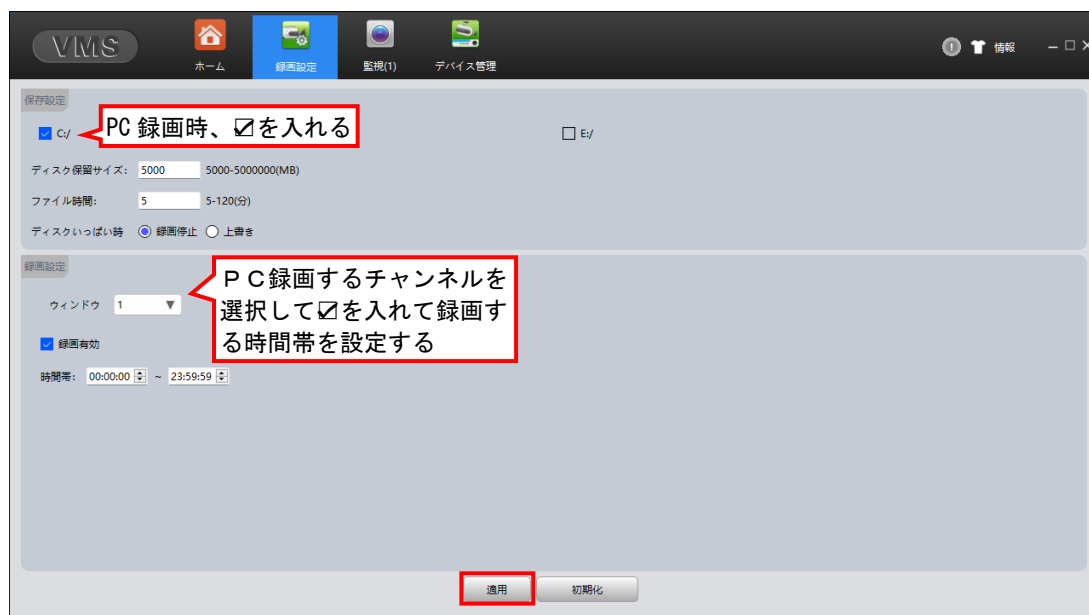 VMS
ホーム 録画設定 監視(1) デバイス管理 情報
保存設定
C:/ PC 録画時、☑を入れる E:/
ディスク保留サイズ: 5000 5000-5000000(MB)
ファイル時間: 5 5-120(分)
ディスクいっぱい時 録画停止 上書き
録画設定
ウィンドウ 1
ＰＣ録画するチャンネルを
選択して☑を入れて録画す
る時間帯を設定する
録画有効
時間帯: 00:00:00 ~ 23:59:59
適用 初期化